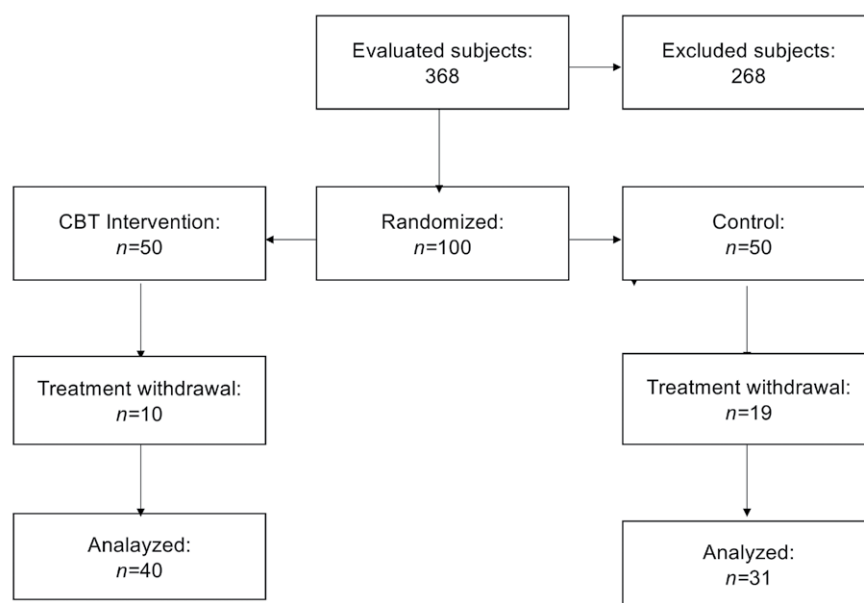 Evaluated subjects:
368
Excluded subjects:
268
CBT Intervention:
n=50
Randomized:
n=100
Control:
n=50
Treatment withdrawal:
n=10
Treatment withdrawal:
n=19
Analayzed:
n=40
Analyzed:
n=31